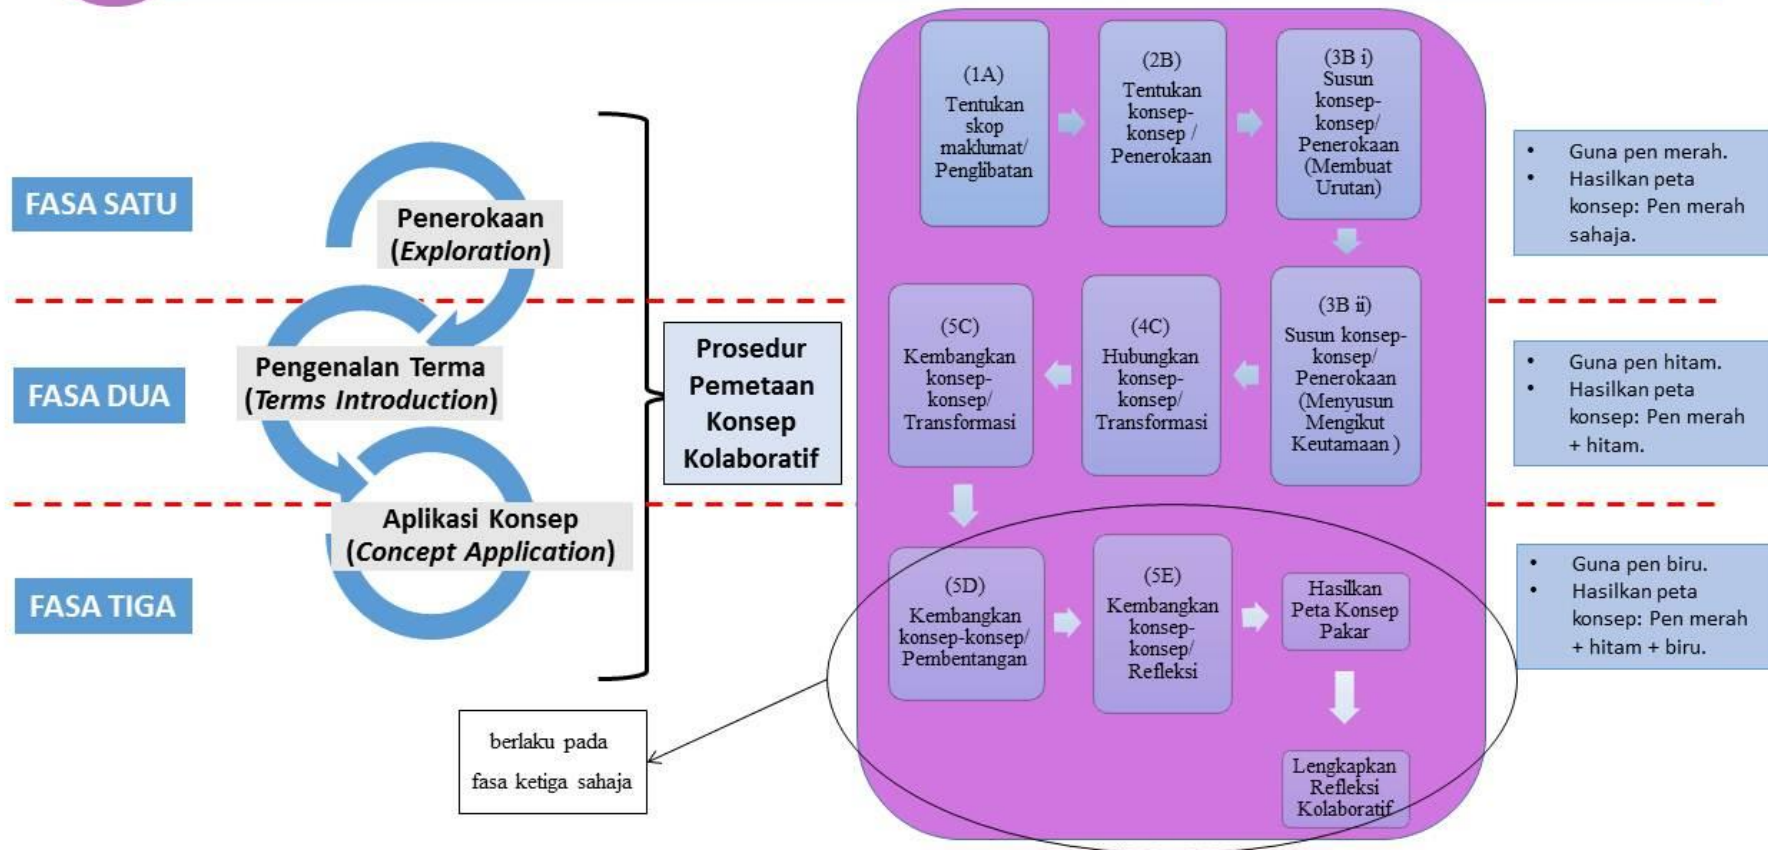 FASA SATU
Penerokaan
(Exploration)
FASA DUA
Pengenalan Terma
(Terms Introduction)
FASA TIGA
Aplikasi Konsep
(Concept Application)
Prosedur
Pemetaan
Konsep
Kolaboratif
berlaku pada
fasa ketiga sahaja
(1A)
Tentukan
skop
maklumat/
Penglibatan
(2B)
Tentukan
konsep-
konsep /
Penerokaan
(3B i)
Susun
konsep-
konsep/
Penerokaan
(Membuat
Urutan)
(3B ii)
Susun konsep-
konsep/
Penerokaan
(Menyusun
Mengikut
Keutamaan )
(4C)
Hubungkan
konsep-
konsep/
Transformasi
(5C)
Kembangkan
konsep-
konsep/
Transformasi
(5D)
Kembangkan
konsep-konsep/
Pembentangan
(5E)
Kembangkan
konsep-
konsep/
Refleksi
Hasilkan
Peta Konsep
Pakar
Lengkapkan
Refleksi
Kolaboratif
• Guna pen merah.
• Hasilkan peta
konsep: Pen merah
sahaja.
• Guna pen hitam.
• Hasilkan peta
konsep: Pen merah
+ hitam.
• Guna pen biru.
• Hasilkan peta
konsep: Pen merah
+ hitam + biru.